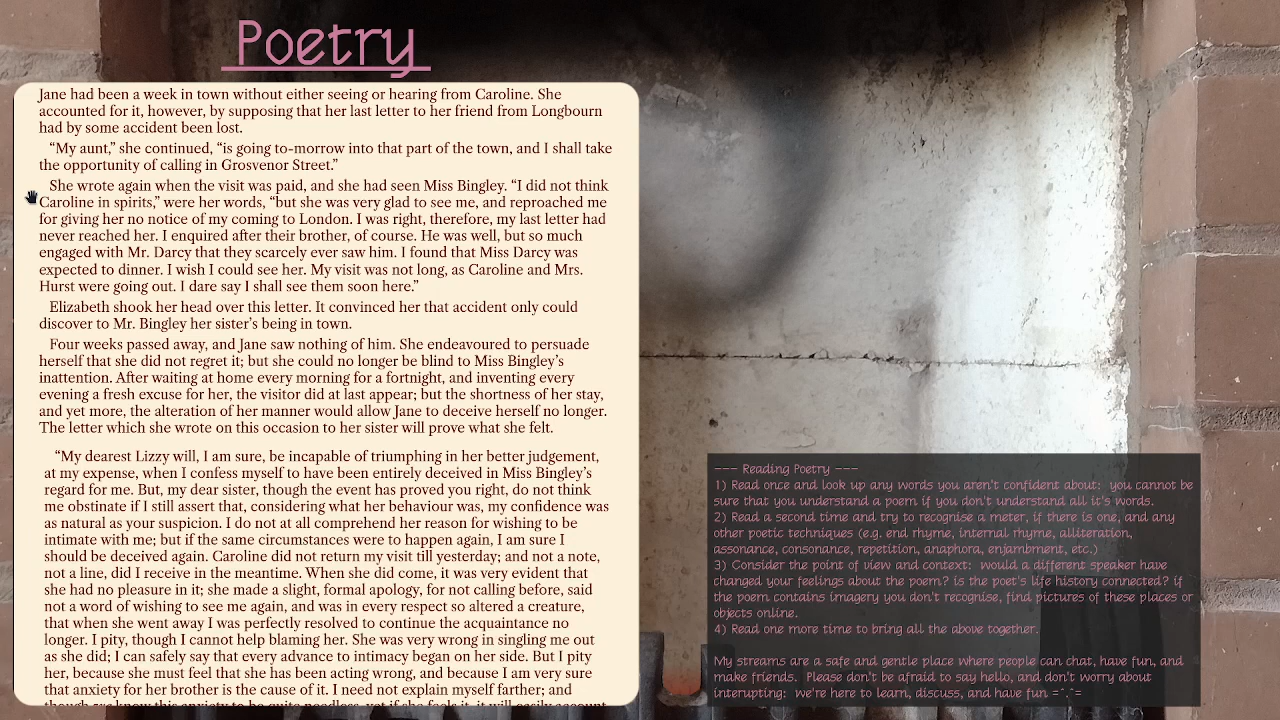 Poetry
Jane had been a week in town without either seeing or hearing from Caroline. She
accounted for it, however, by supposing that her last letter to her friend from Longbourn
had by some accident been lost.
“My aunt,” she continued, “is going to-morrow into that part of the town, and I shall take
the opportunity of calling in Grosvenor Street.”
She wrote again when the visit was paid, and she had seen Miss Bingley. “I did not think
Caroline in spirits,” were her words, “but she was very glad to see me, and reproached me
for giving her no notice of my coming to London. I was right, therefore, my last letter had
never reached her. I enquired after their brother, of course. He was well, but so much
engaged with Mr. Darcy that they scarcely ever saw him. I found that Miss Darcy was
expected to dinner. I wish I could see her. My visit was not long, as Caroline and Mrs.
Hurst were going out. I dare say I shall see them soon here.”
Elizabeth shook her head over this letter. It convinced her that accident only could
discover to Mr. Bingley her sister’s being in town.
Four weeks passed away, and Jane saw nothing of him. She endeavoured to persuade
herself that she did not regret it; but she could no longer be blind to Miss Bingley’s
inattention. After waiting at home every morning for a fortnight, and inventing every
evening a fresh excuse for her, the visitor did at last appear; but the shortness of her stay,
and yet more, the alteration of her manner would allow Jane to deceive herself no longer.
The letter which she wrote on this occasion to her sister will prove what she felt.
“My dearest Lizzy will, I am sure, be incapable of triumphing in her better judgement,
at my expense, when I confess myself to have been entirely deceived in Miss Bingley’s
regard for me. But, my dear sister, though the event has proved you right, do not think
me obstinate if I still assert that, considering what her behaviour was, my confidence was
as natural as your suspicion. I do not at all comprehend her reason for wishing to be
intimate with me; but if the same circumstances were to happen again, I am sure I
should be deceived again. Caroline did not return my visit till yesterday; and not a note,
not a line, did I receive in the meantime. When she did come, it was very evident that
she had no pleasure in it; she made a slight, formal apology, for not calling before, said
not a word of wishing to see me again, and was in every respect so altered a creature,
that when she went away I was perfectly resolved to continue the acquaintance no
longer. I pity, though I cannot help blaming her. She was very wrong in singling me out
as she did; I can safely say that every advance to intimacy began on her side. But I pity
her, because she must feel that she has been acting wrong, and because I am very sure
that anxiety for her brother is the cause of it. I need not explain myself farther; and
though we know this anxiety to be quite needless, yet if she feels it, it will easily account
--- Reading Poetry ---
1) Read once and look up any words you aren't confident about: you cannot be
sure that you understand a poem if you don't understand all it's words.
2) Read a second time and try to recognise a meter, if there is one, and any
other poetic techniques (e.g. end rhyme, internal rhyme, alliteration,
assonance, consonance, repetition, anaphora, enjambment, etc.)
3) Consider the point of view and context: would a different speaker have
changed your feelings about the poem? is the poet's life history connected? if
the poem contains imagery you don't recognise, find pictures of these places or
objects online.
4) Read one more time to bring all the above together.
My streams are a safe and gentle place where people can chat, have fun, and
make friends. Please don't be afraid to say hello, and don't worry about
interupting: we're here to learn, discuss, and have fun =^.^=